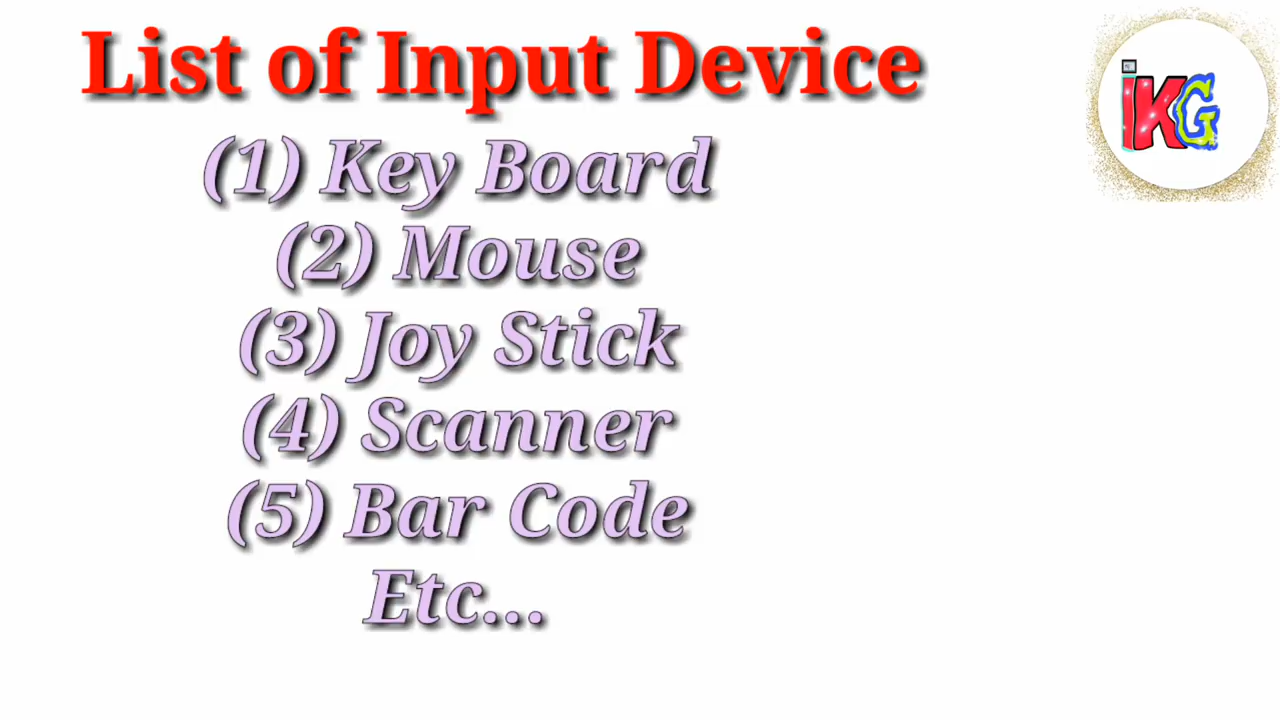 List of Input Device
iKG
(1) Key Board
(2) Mouse
(3) Joy Stick
(4) Scanner
(5) Bar Code
Etc...